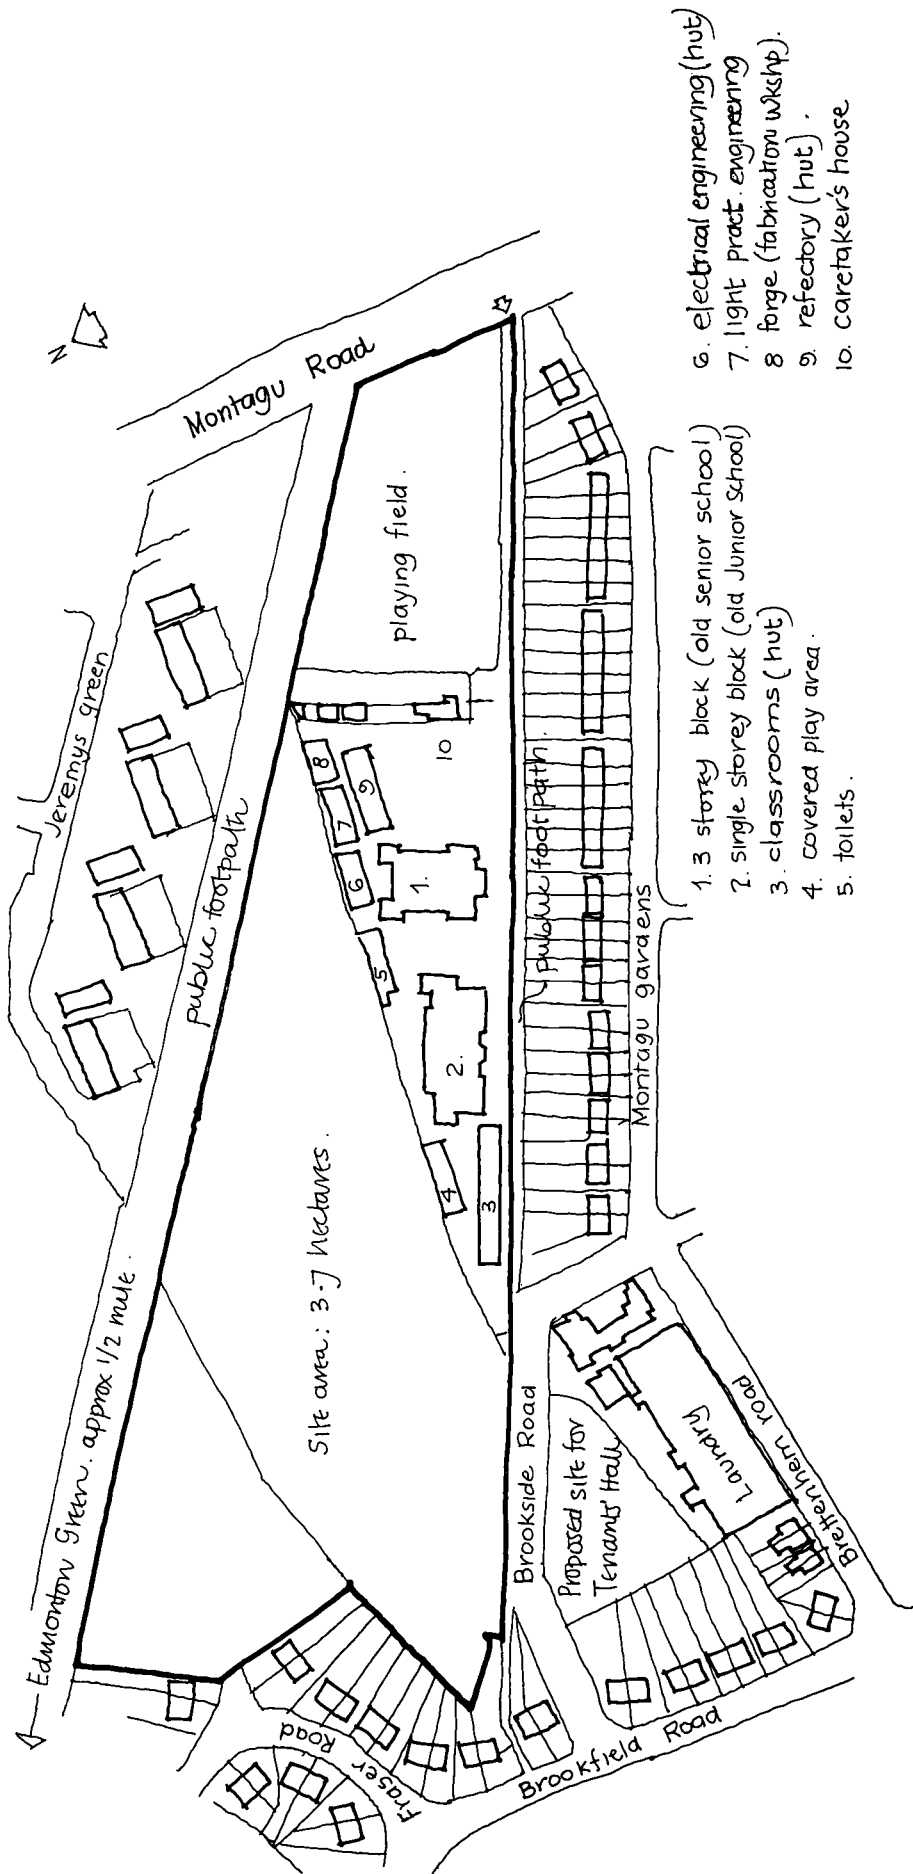 N
Montagu Road
Jeremys green
public footpath
Edmonton Green. approx 1/2 mile.
playing field.
Site area: 3.7 hectares.
1.
2.
3
4
5
6
7
8
9
10
public footpath.
Montagu gardens
Brookside Road
Proposed site for
Tenants Hall
Laundry
Brettenhem road
Fraser Road
Brookfield Road
1. 3 storey block (old senior school)
2. single storey block (old Junior School)
3. classrooms (hut)
4. covered play area.
5. toilets.
6. electrical engineering (hut)
7. light pract. engineering
8 forge (fabrication wkshp).
9. refectory (hut).
10. caretaker's house